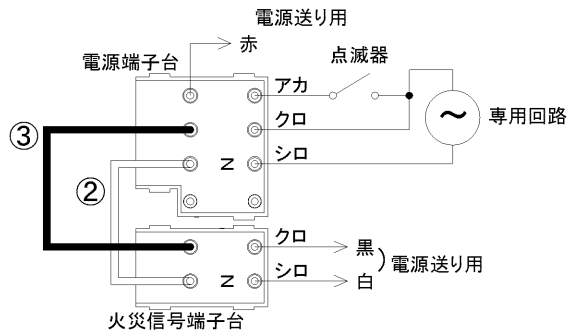 電源送り用
赤
電源端子台
点滅器
アカ
クロ
専用回路
③
シロ
N
②
クロ
黒
シロ
電源送り用
N
白
火災信号端子台